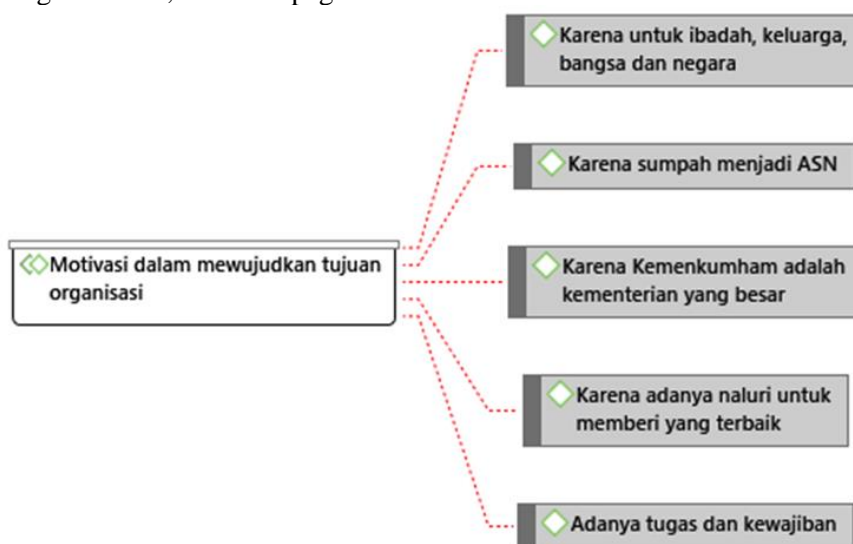 Motivasi dalam mewujudkan tujuan
organisasi
Karena untuk ibadah, keluarga,
bangsa dan negara
Karena sumpah menjadi ASN
Karena Kemenkumham adalah
kementerian yang besar
Karena adanya naluri untuk
memberi yang terbaik
Adanya tugas dan kewajiban